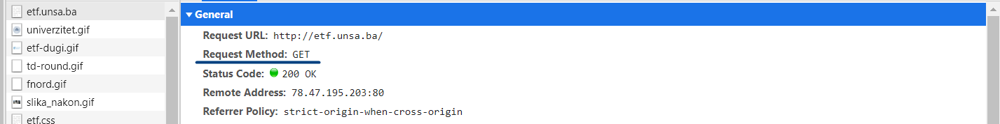 etf.unsa.ba
univerzitet.gif
etf-dugi.gif
td-round.gif
fnord.gif
slika_nakon.gif
etf.css
General
Request URL: http://etf.unsa.ba/
Request Method: GET
Status Code: 200 OK
Remote Address: 78.47.195.203:80
Referrer Policy: strict-origin-when-cross-origin